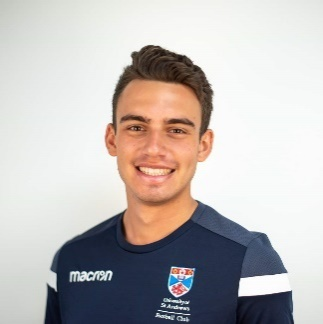 macron
University of
St Andrews
Football Club